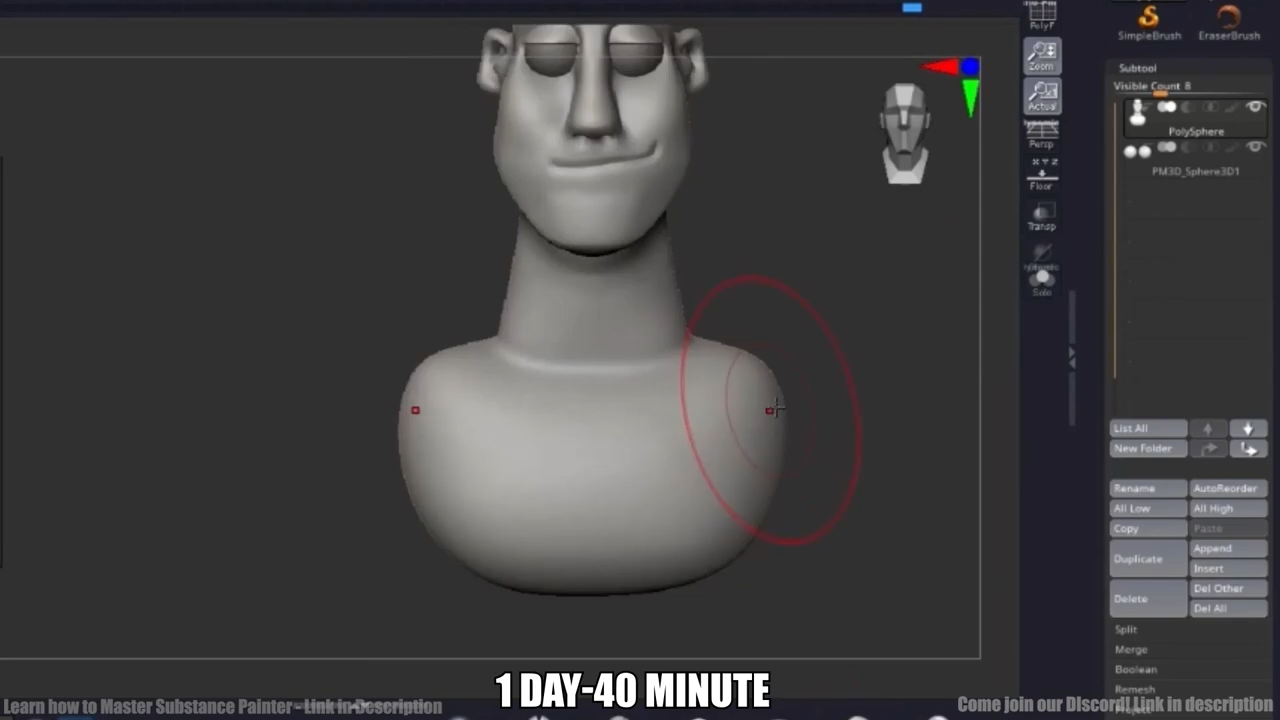 PolyF
SimpleBrush
EraserBrush
Zoom
Subtool
Visible Count 8
Actual
PolySphere
Persp
X Y Z
PM3D_Sphere3D1
Floor
Transp
Solo
List All
New Folder
Rename
AutoReorder
All Low
All High
Copy
Paste
Duplicate
Append
Insert
Delete
Del Other
Del All
Split
Merge
Boolean
Remesh
1 DAY-40 MINUTE
Learn how to Master Substance Painter - Link in Description
Come join our Discord! Link in description